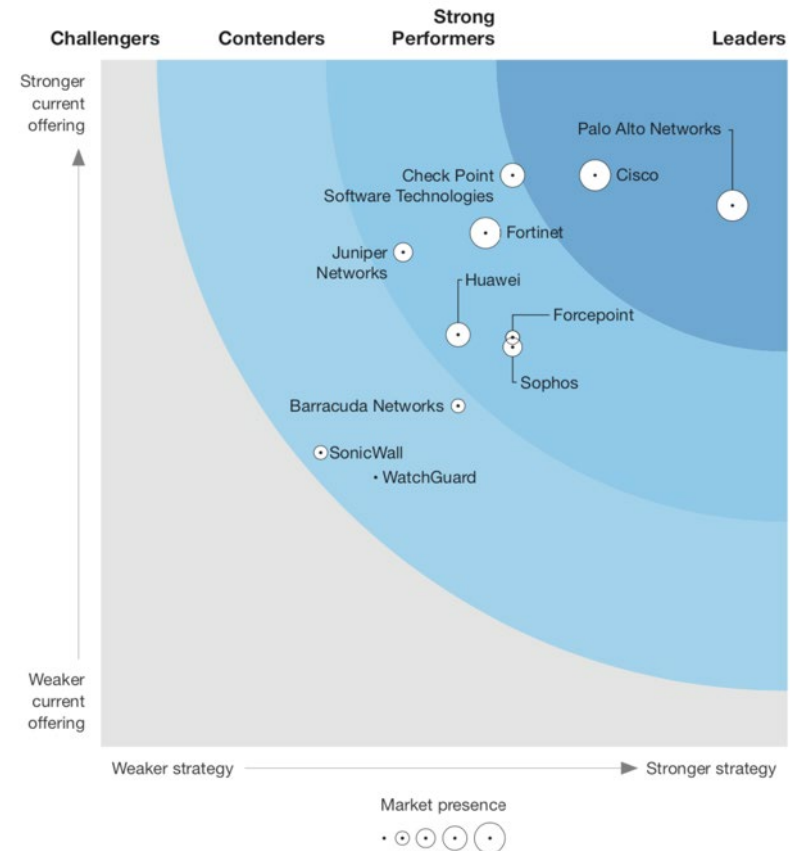 Challengers
Contenders
Strong
Performers
Leaders
Stronger
current
offering
Palo Alto Networks
Check Point
Software Technologies
Cisco
Fortinet
Juniper
Networks
Huawei
Forcepoint
Sophos
Barracuda Networks
SonicWall
WatchGuard
Weaker
current
offering
Weaker strategy
Stronger strategy
Market presence